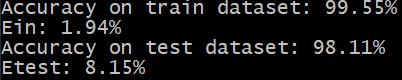 Accuracy on train dataset: 99.55%
Ein: 1.94%
Accuracy on test dataset: 98.11%
Etest: 8.15%